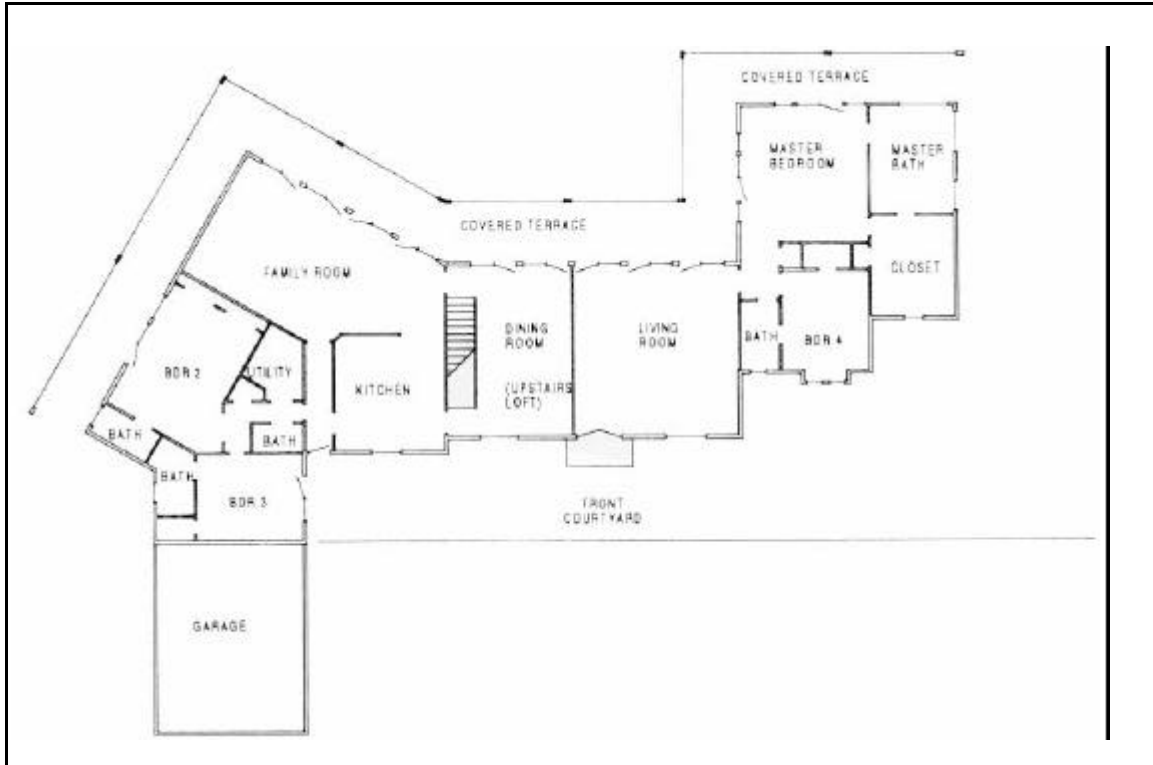 COVERED TERRACE
MASTER
BEDROOM
MASTER
BATH
COVERED TERRACE
FAMILY ROOM
CLOSET
DINING
ROOM
LIVING
ROOM
BATH
BDR 4
BDR 2
UTILITY
KITCHEN
(UPSTAIRS
LOFT)
BATH
BATH
BATH
BDR 3
FRONT
COURTYARD
GARAGE